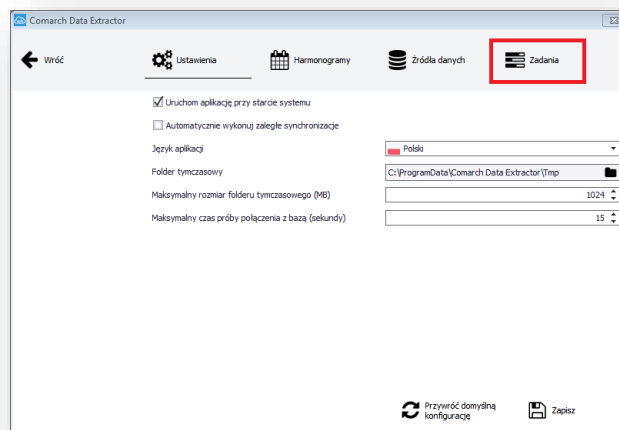 Comarch Data Extractor
Wróć
Ustawienia
Harmonogramy
Źródła danych
Zadania
Uruchom aplikację przy starcie systemu
Automatycznie wykonuj zaległe synchronizacje
Język aplikacji
Polski
Folder tymczasowy
C:\ProgramData\Comarch Data Extractor\Tmp
Maksymalny rozmiar folderu tymczasowego (MB)
1024
Maksymalny czas próby połączenia z bazą (sekundy)
15
Przywróć domyślną
konfigurację
Zapisz